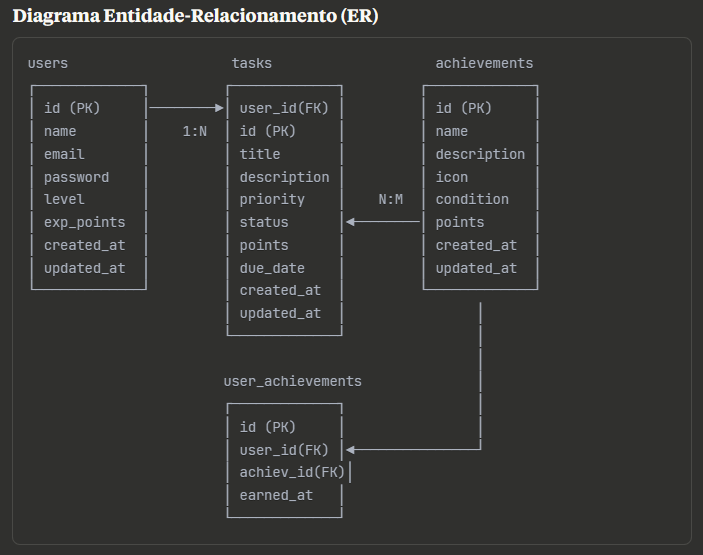 Diagrama Entidade-Relacionamento (ER)
users
id (PK)
name
email
password
level
exp_points
created_at
updated_at
1:N
tasks
user_id(FK)
id (PK)
title
description
priority
status
points
due_date
created_at
updated_at
N:M
achievements
id (PK)
name
description
icon
condition
points
created_at
updated_at
user_achievements
id (PK)
user_id(FK)
achiev_id(FK)
earned_at